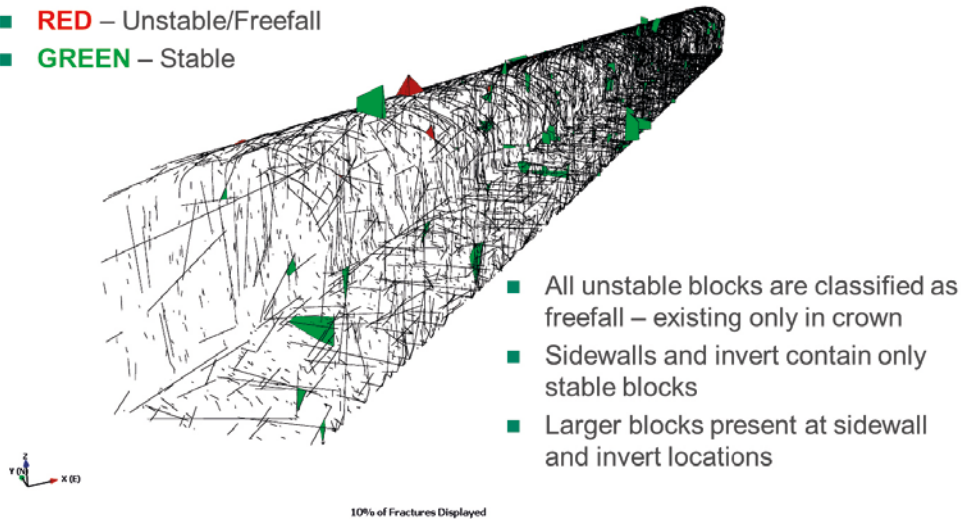 RED – Unstable/Freefall
GREEN – Stable
All unstable blocks are classified as
freefall – existing only in crown
Sidewalls and invert contain only
stable blocks
Larger blocks present at sidewall
and invert locations
Z
Y (N)
X (E)
10% of Fractures Displayed